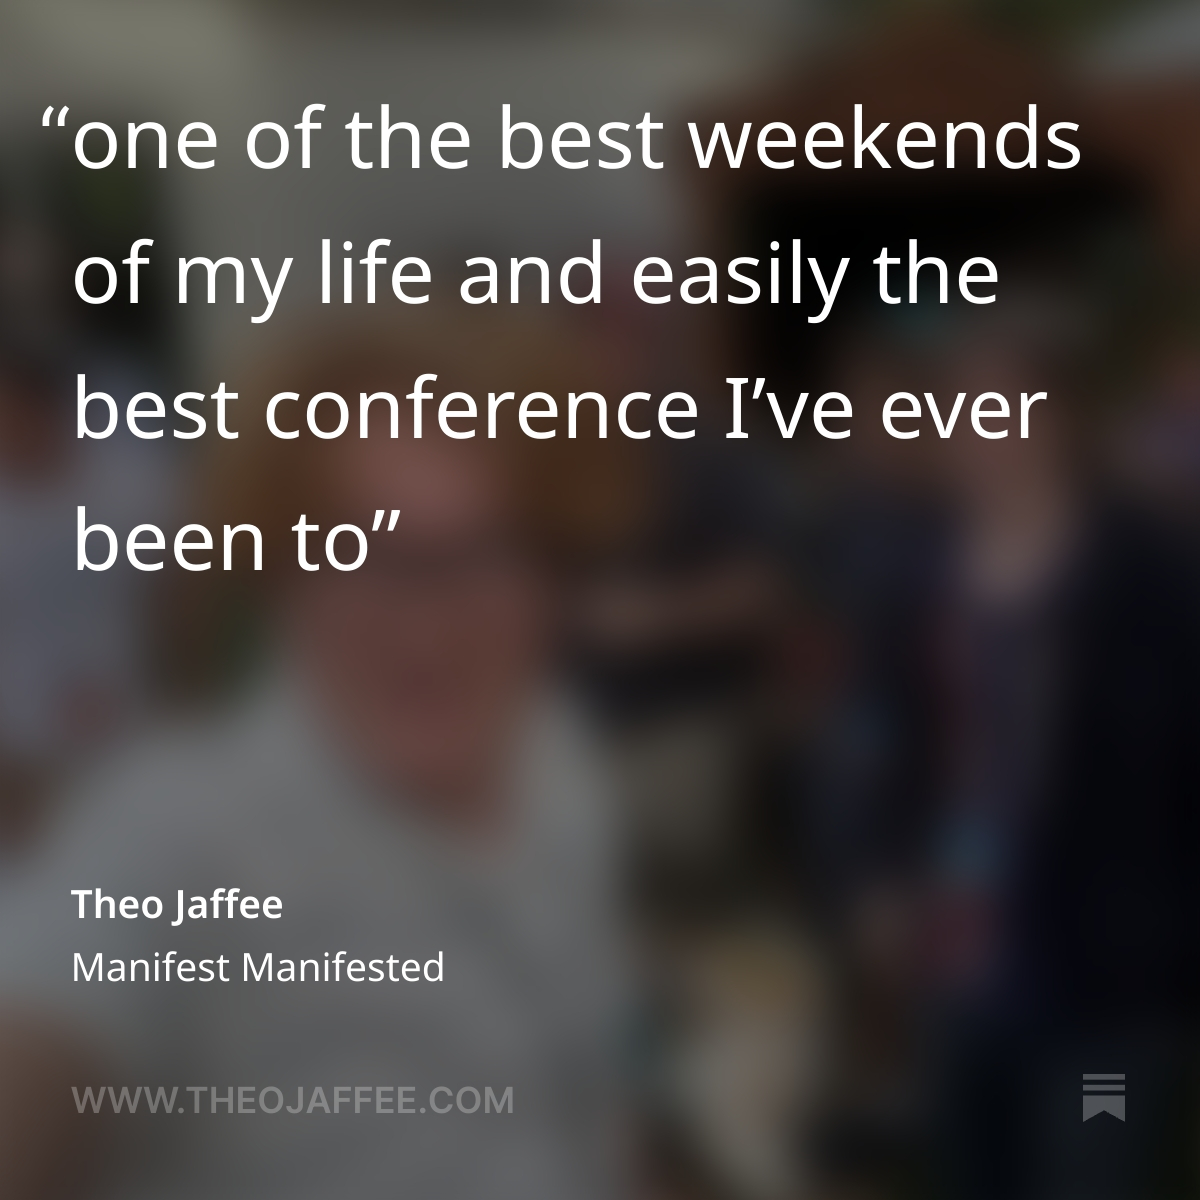 “one of the best weekends
of my life and easily the
best conference I’ve ever
been to”
Theo Jaffee
Manifest Manifested
WWW.THEOJAFFEE.COM